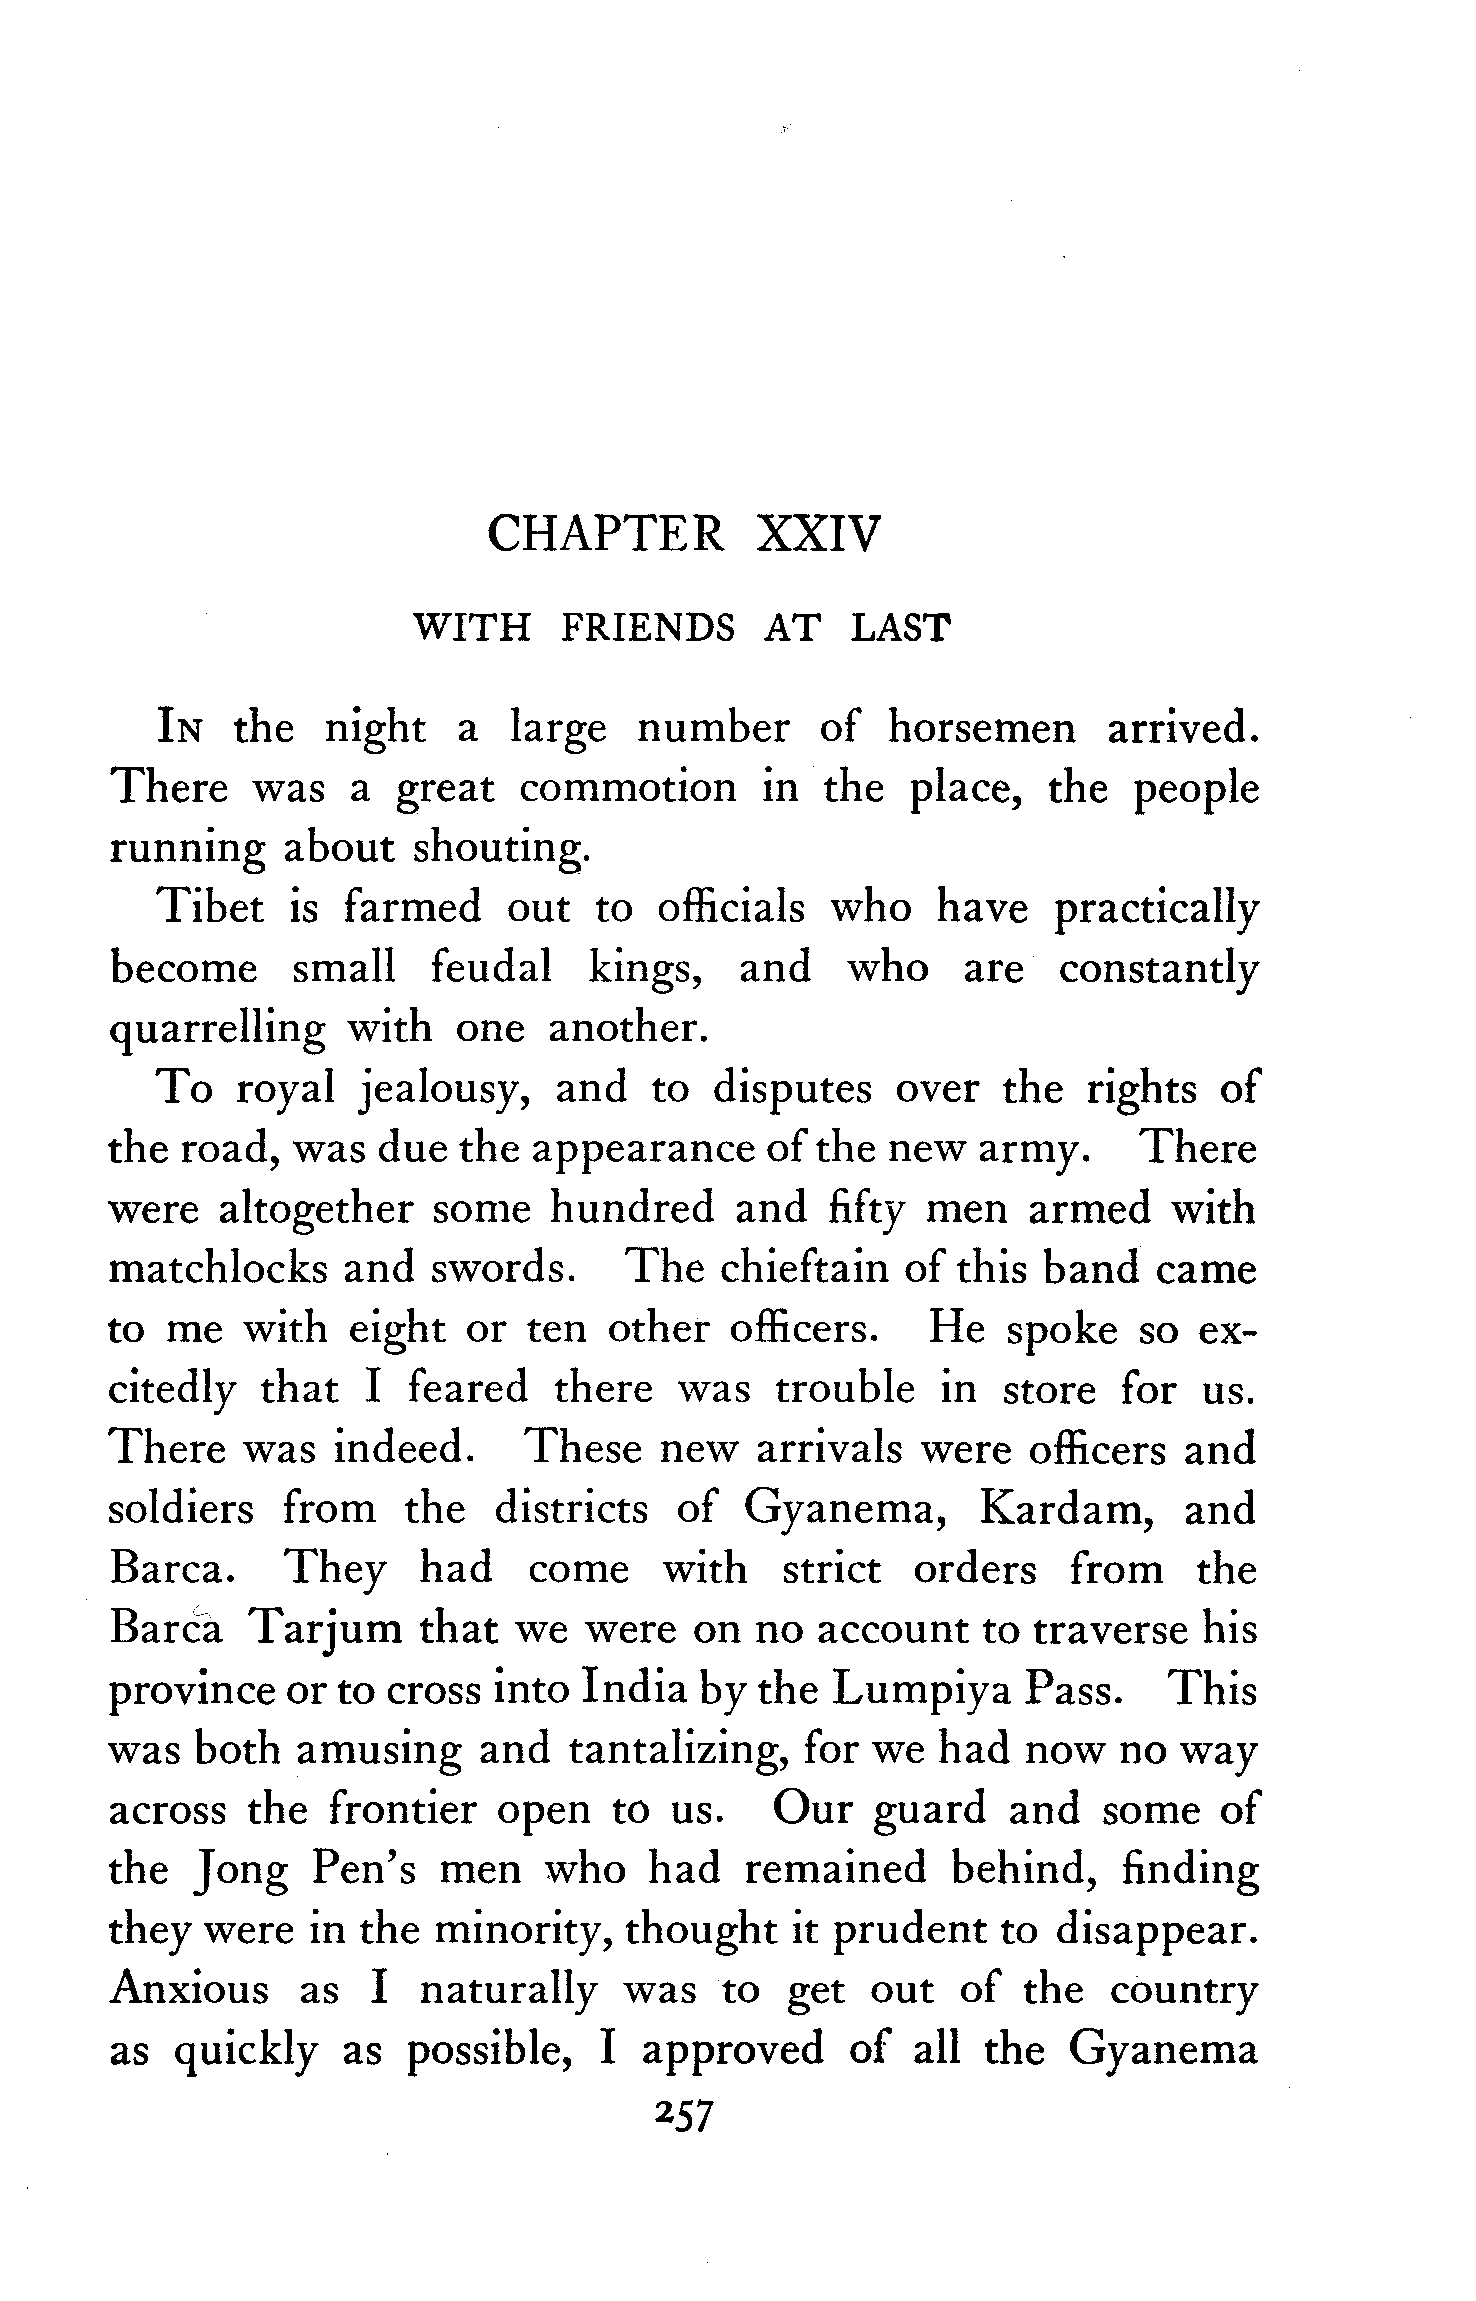 CHAPTER XXIV
WITH FRIENDS AT LAST
IN the night a large number of horsemen arrived.
There was a great commotion in the place, the people
running about shouting.
Tibet is farmed out to officials who have practically
become small feudal kings, and who are constantly
quarrelling with one another.
To royal jealousy, and to disputes over the rights of
the road, was due the appearance of the new army. There
were altogether some hundred and fifty men armed with
matchlocks and swords. The chieftain of this band came
to me with eight or ten other officers. He spoke so ex-
citedly that I feared there was trouble in store for us.
There was indeed. These new arrivals were officers and
soldiers from the districts of Gyanema, Kardam, and
Barca. They had come with strict orders from the
Barca Tarjum that we were on no account to traverse his
province or to cross into India by the Lumpiya Pass. This
was both amusing and tantalizing, for we had now no way
across the frontier open to us. Our guard and some of
the Jong Pen's men who had remained behind, finding
they were in the minority, thought it prudent to disappear.
Anxious as I naturally was to get out of the country
as quickly as possible, I approved of all the Gyanema
257